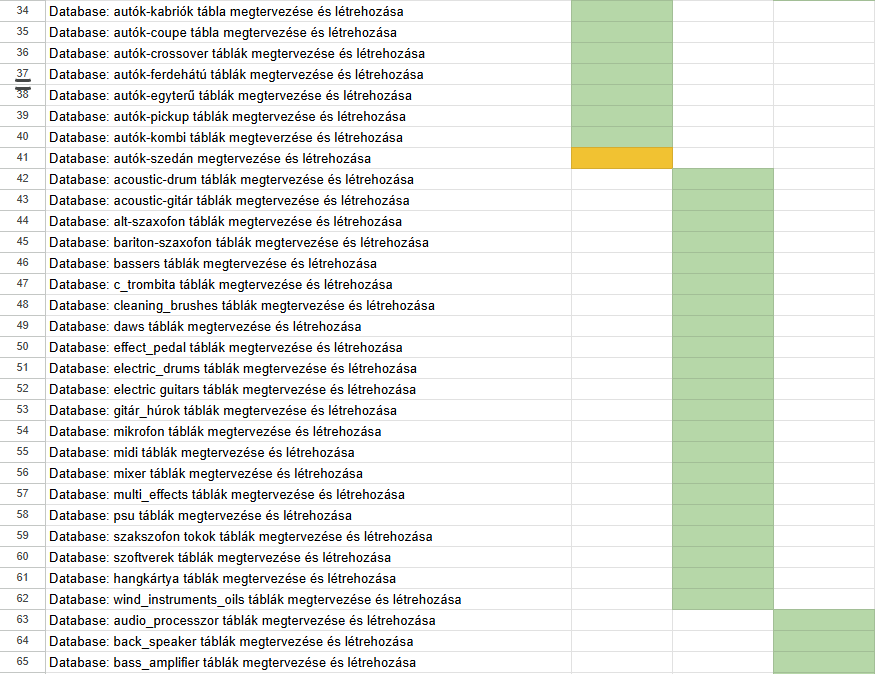 34 Database: autók-kabriók tábla megtervezése és létrehozása
35 Database: autók-coupe tábla megtervezése és létrehozása
36 Database: autók-crossover táblák megtervezése és létrehozása
37 Database: autók-ferdehátú táblák megtervezése és létrehozása
38 Database: autók-egyterű táblák megtervezése és létrehozása
39 Database: autók-pickup táblák megtervezése és létrehozása
40 Database: autók-kombi táblák megteverzése és létrehozása
41 Database: autók-szedán megtervezése és létrehozása
42 Database: acoustic-drum táblák megtervezése és létrehozása
43 Database: acoustic-gitár táblák megtervezése és létrehozása
44 Database: alt-szaxofon táblák megtervezése és létrehozása
45 Database: bariton-szaxofon táblák megtervezése és létrehozása
46 Database: bassers táblák megtervezése és létrehozása
47 Database: c_trombita táblák megtervezése és létrehozása
48 Database: cleaning_brushes táblák megtervezése és létrehozása
49 Database: daws táblák megtervezése és létrehozása
50 Database: effect_pedal táblák megtervezése és létrehozása
51 Database: electric_drums táblák megtervezése és létrehozása
52 Database: electric guitars táblák megtervezése és létrehozása
53 Database: gitár_húrok táblák megtervezése és létrehozása
54 Database: mikrofon táblák megtervezése és létrehozása
55 Database: midi táblák megtervezése és létrehozása
56 Database: mixer táblák megtervezése és létrehozása
57 Database: multi_effects táblák megtervezése és létrehozása
58 Database: psu táblák megtervezése és létrehozása
59 Database: szakszofon tokok táblák megtervezése és létrehozása
60 Database: szoftverek táblák megtervezése és létrehozása
61 Database: hangkártya táblák megtervezése és létrehozása
62 Database: wind_instruments_oils táblák megtervezése és létrehozása
63 Database: audio_processzor táblák megtervezése és létrehozása
64 Database: back_speaker táblák megtervezése és létrehozása
65 Database: bass_amplifier táblák megtervezése és létrehozása